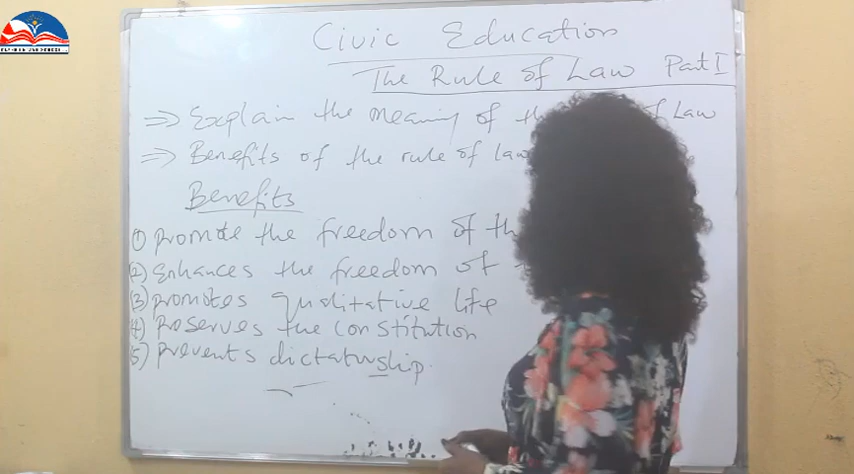 Civic Education
The Rule of Law Part I
⇒ Explain the meaning of th of Law
⇒ Benefits of the rule of law
Benefits
(1) Promote the freedom of th
(2) Enhances the freedom of
(3) Promotes qualitative life
(4) Preserves the constitution
(5) Prevents dictatorship.